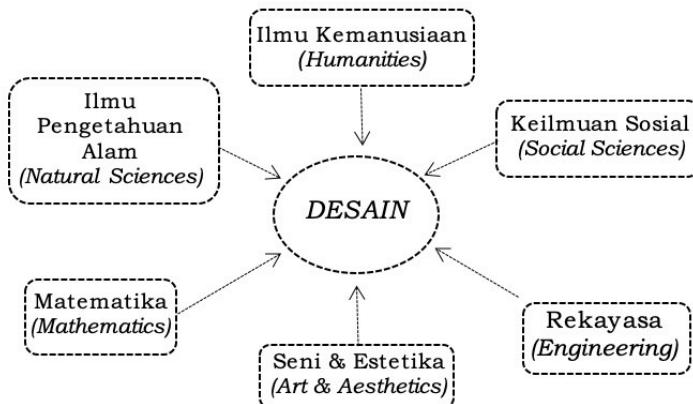 Ilmu Kemanusiaan
(Humanities)
Ilmu
Pengetahuan
Alam
(Natural Sciences)
Keilmuan Sosial
(Social Sciences)
DESAIN
Matematika
(Mathematics)
Rekayasa
(Engineering)
Seni & Estetika
(Art & Aesthetics)